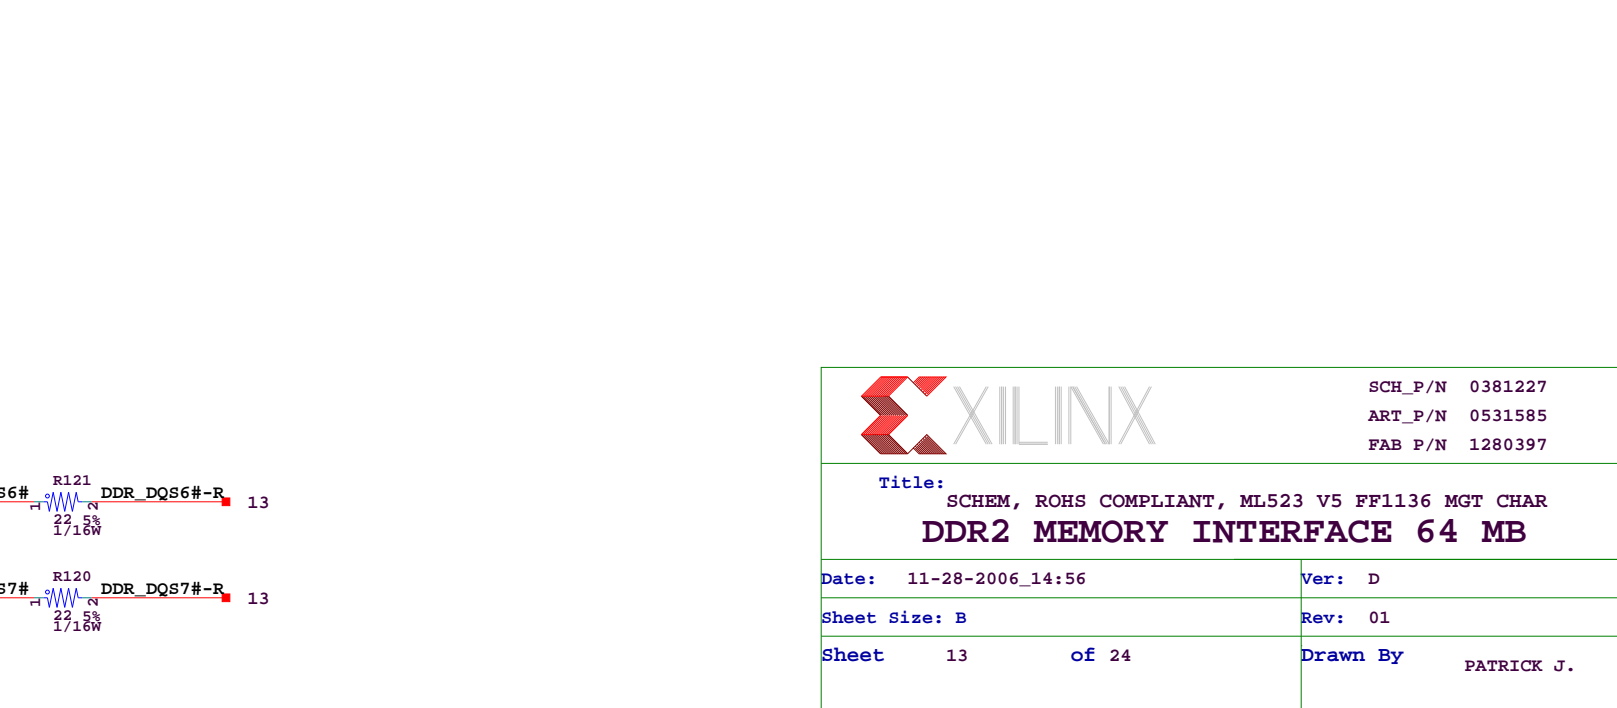 XILINX
SCH_P/N 0381227
ART_P/N 0531585
FAB P/N 1280397
Title:
SCHEM, ROHS COMPLIANT, ML523 V5 FF1136 MGT CHAR
DDR2 MEMORY INTERFACE 64 MB
Date: 11-28-2006_14:56
Ver: D
Sheet Size: B
Rev: 01
Sheet 13 of 24
Drawn By PATRICK J.
R121
S6# 1 2 DDR_DQS6#-R 13
22 5%
1/16W
R120
S7# 1 2 DDR_DQS7#-R 13
22 5%
1/16W